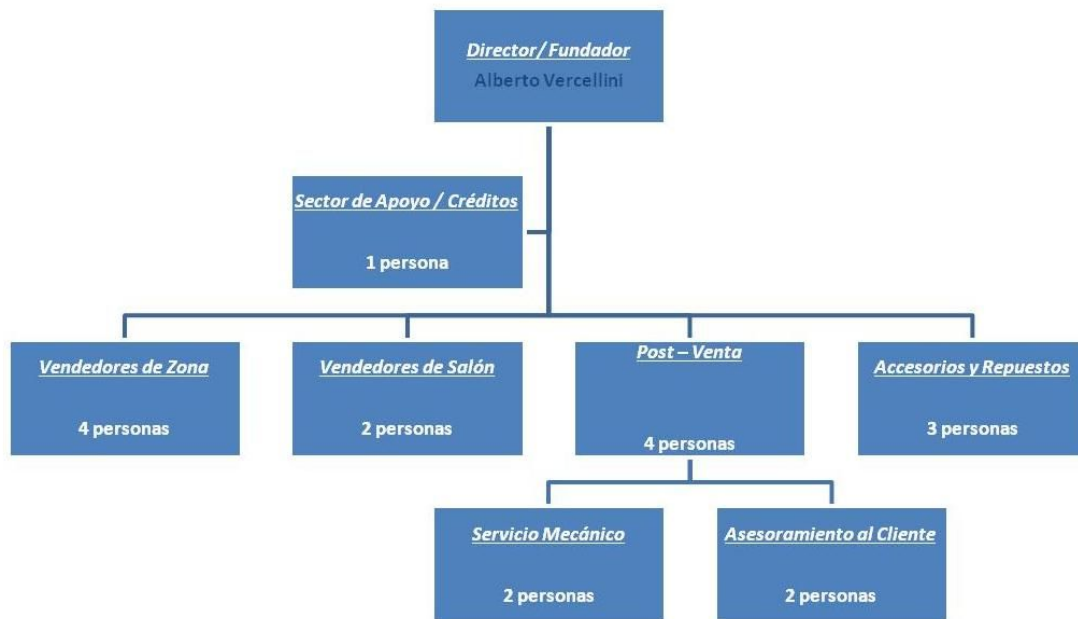 Director/ Fundador
Alberto Vercellini
Sector de Apoyo / Créditos
1 persona
Vendedores de Zona
4 personas
Vendedores de Salón
2 personas
Post – Venta
4 personas
Accesorios y Repuestos
3 personas
Servicio Mecánico
2 personas
Asesoramiento al Cliente
2 personas